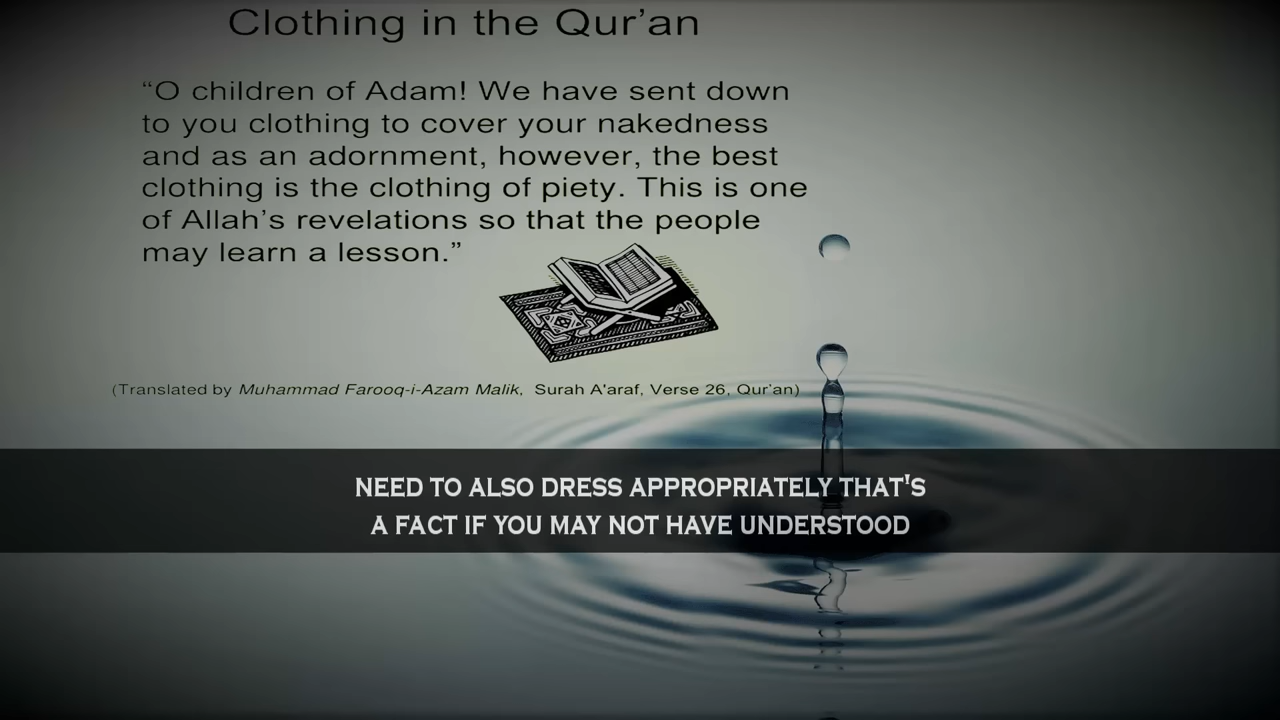 Clothing in the Qur’an
“O children of Adam! We have sent down
to you clothing to cover your nakedness
and as an adornment, however, the best
clothing is the clothing of piety. This is one
of Allah’s revelations so that the people
may learn a lesson.”
(Translated by Muhammad Farooq-i-Azam Malik, Surah A'araf, Verse 26, Qur’an)
NEED TO ALSO DRESS APPROPRIATELY THAT'S
A FACT IF YOU MAY NOT HAVE UNDERSTOOD